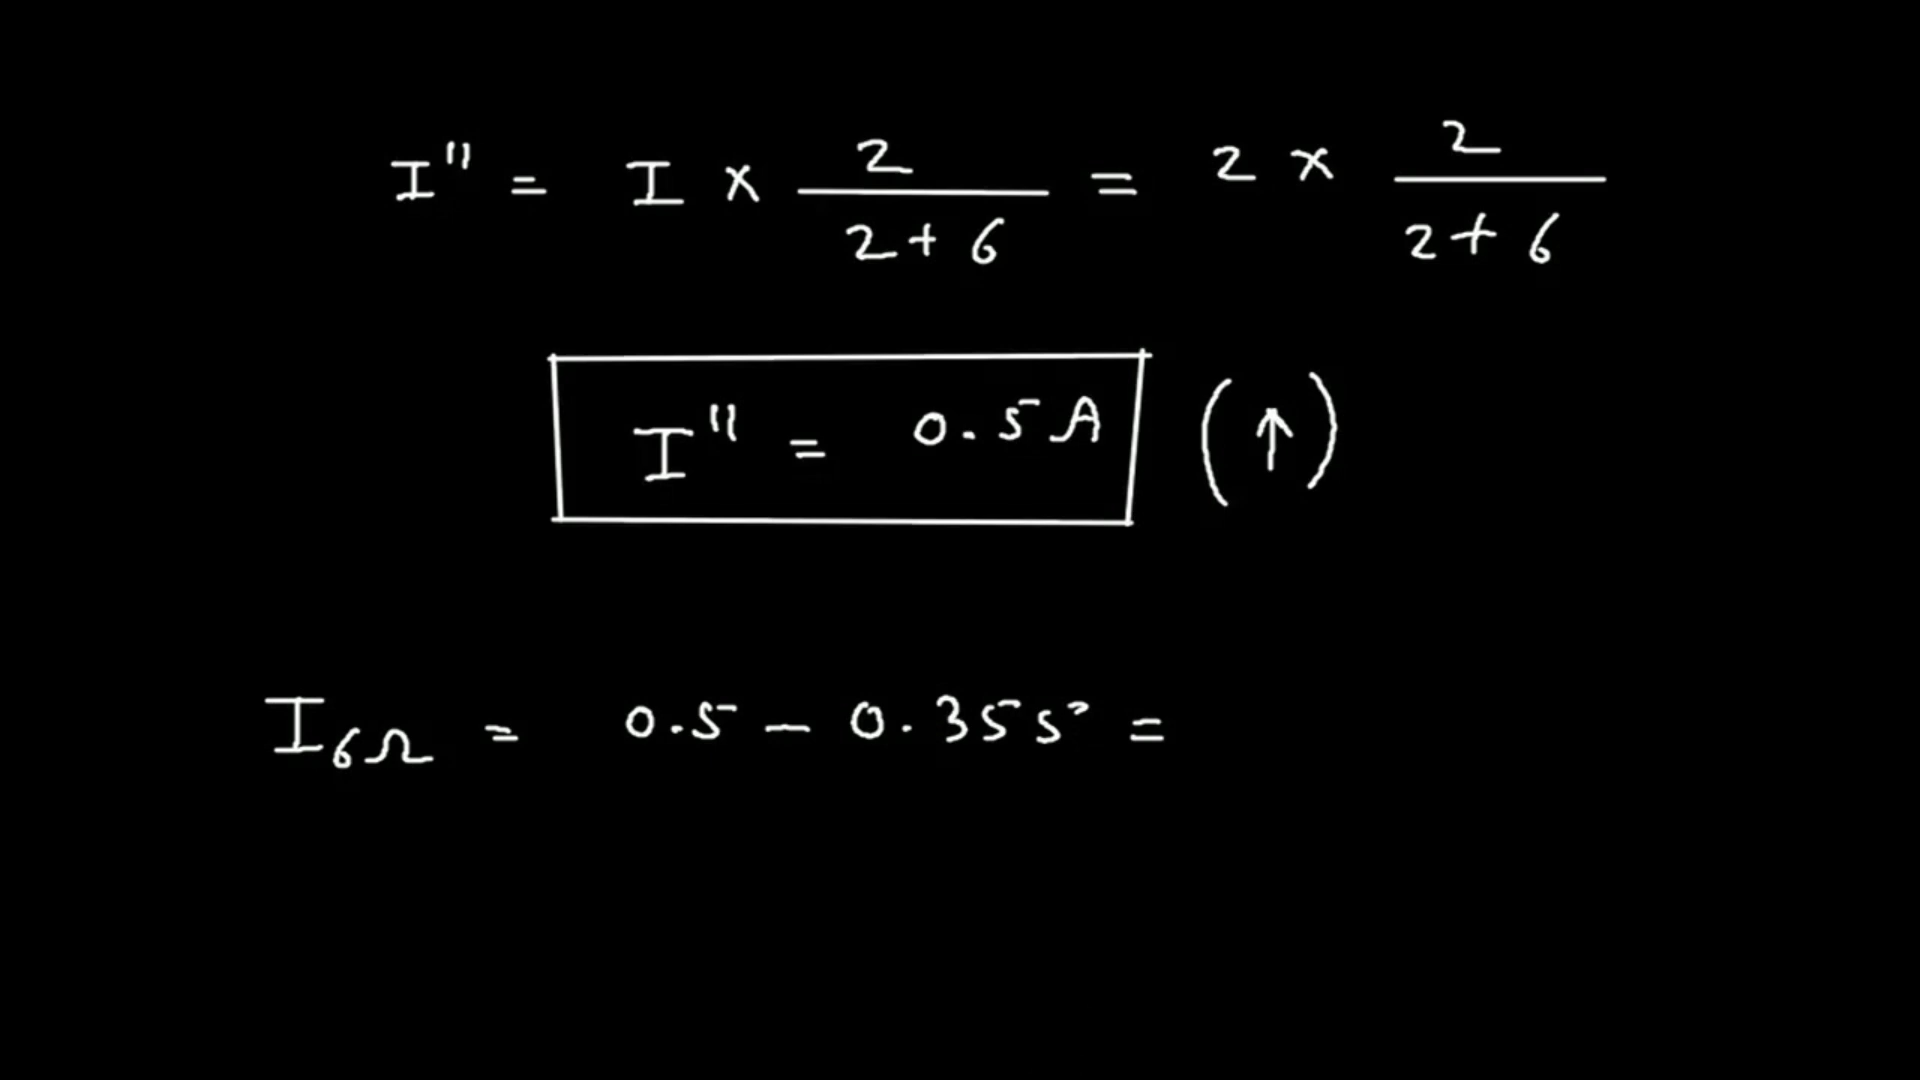 I'' = I × 2/(2+6) = 2 × 2/(2+6)
I'' = 0.5 A (↑)
I6Ω = 0.5 - 0.355 =